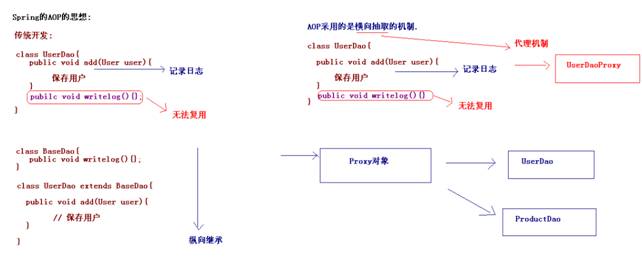 Spring的AOP的思想:
传统开发:
class UserDao{
public void add(User user){
记录日志
保存用户
}
public void writelog(){};
无法复用
}
class BaseDao{
public void writelog(){};
}
class UserDao extends BaseDao{
public void add(User user){
// 保存用户
}
}
纵向继承
AOP采用的是横向抽取的机制.
代理机制
class UserDao{
public void add(User user){
记录日志
保存用户
}
public void writelog(){}
无法复用
}
UserDaoProxy
Proxy对象
UserDao
ProductDao